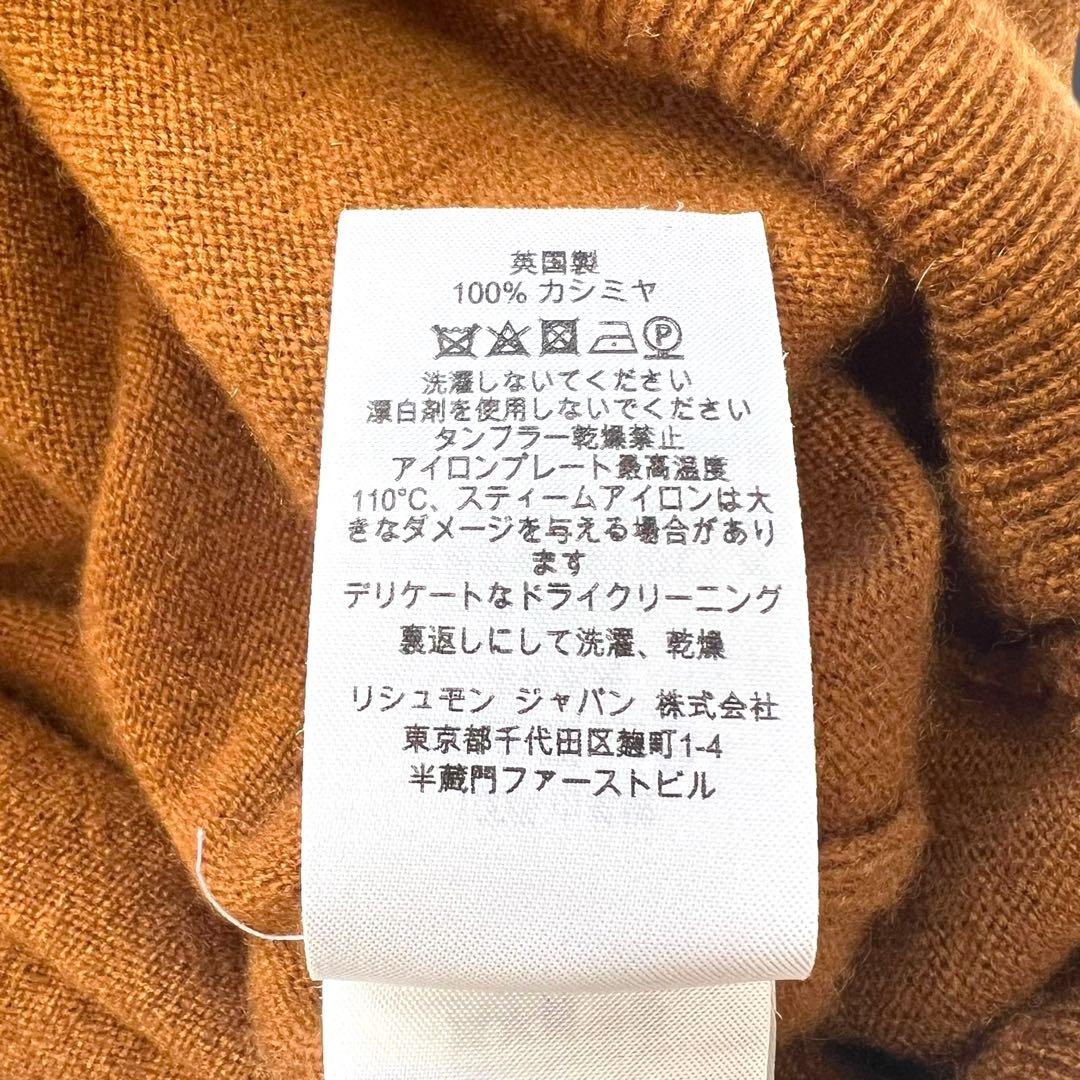 英国製
100% カシミヤ
洗濯しないてください
漂白剤を使用しないでください
タンブラー乾燥禁止
アイロンプレート最高温度
110°C、スティームアイロンは大
きなダメージを与える場合があり
ます
デリケートなドライクリーニング
裏返しにして洗濯、乾燥
リシュモン ジャパン 株式会社
東京都千代田区麹町1-4
半蔵門ファーストビル